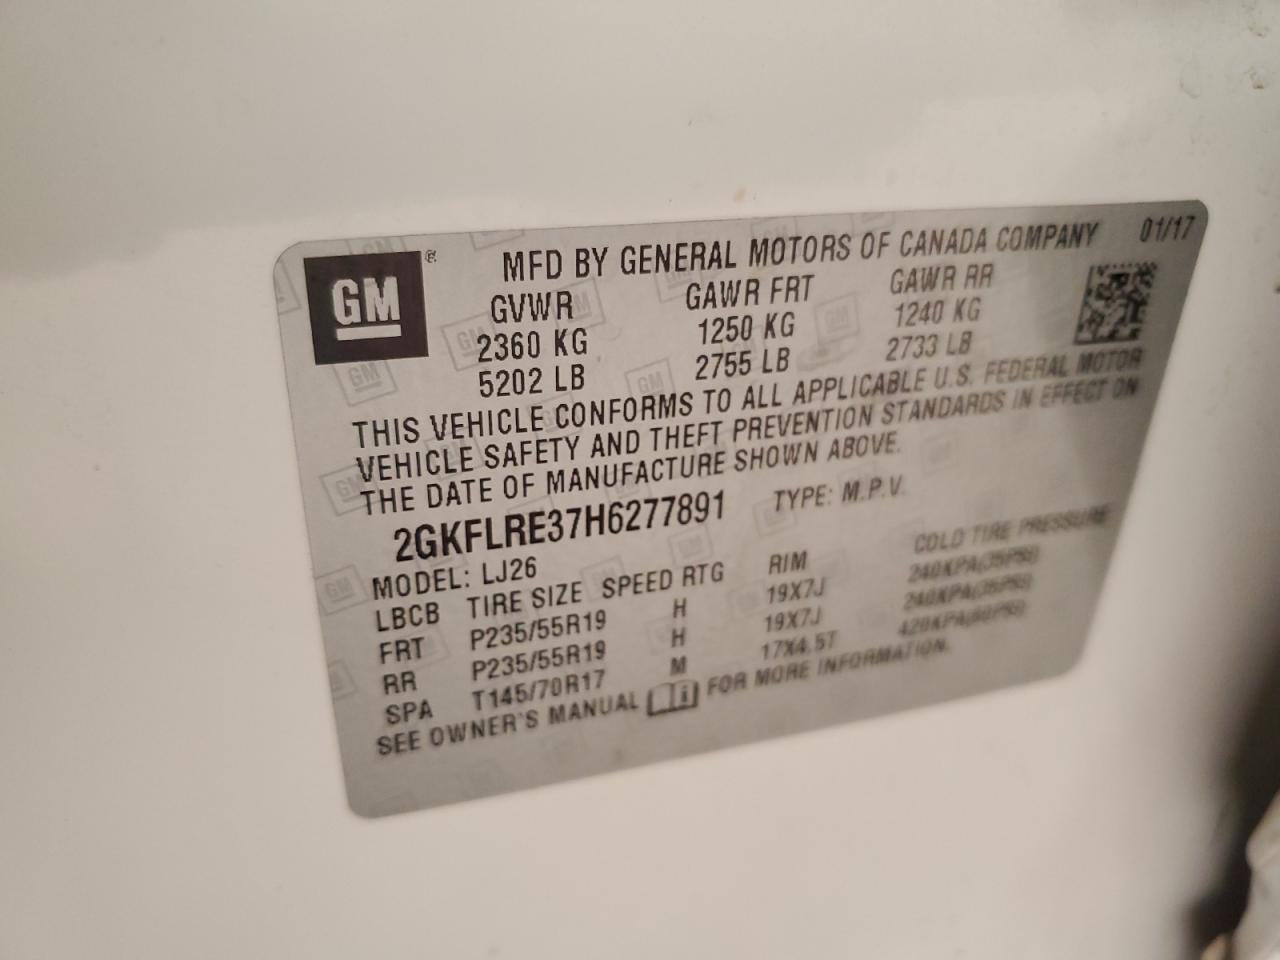 GM ® MFD BY GENERAL MOTORS OF CANADA COMPANY 01/17
GVWR GAWR FRT GAWR RR
2360 KG 1250 KG 1240 KG
5202 LB 2755 LB 2733 LB
THIS VEHICLE CONFORMS TO ALL APPLICABLE U.S. FEDERAL MOTOR
VEHICLE SAFETY AND THEFT PREVENTION STANDARDS IN EFFECT ON
THE DATE OF MANUFACTURE SHOWN ABOVE.
2GKFLRE37H6277891 TYPE: M.P.V.
MODEL: LJ26
LBCB TIRE SIZE SPEED RTG RIM COLD TIRE PRESSURE
FRT P235/55R19 H 19X7J 240KPA(35PSI)
RR P235/55R19 H 19X7J 240KPA(35PSI)
SPA T145/70R17 M 17X4.5T 420KPA(60PSI)
SEE OWNER'S MANUAL FOR MORE INFORMATION.